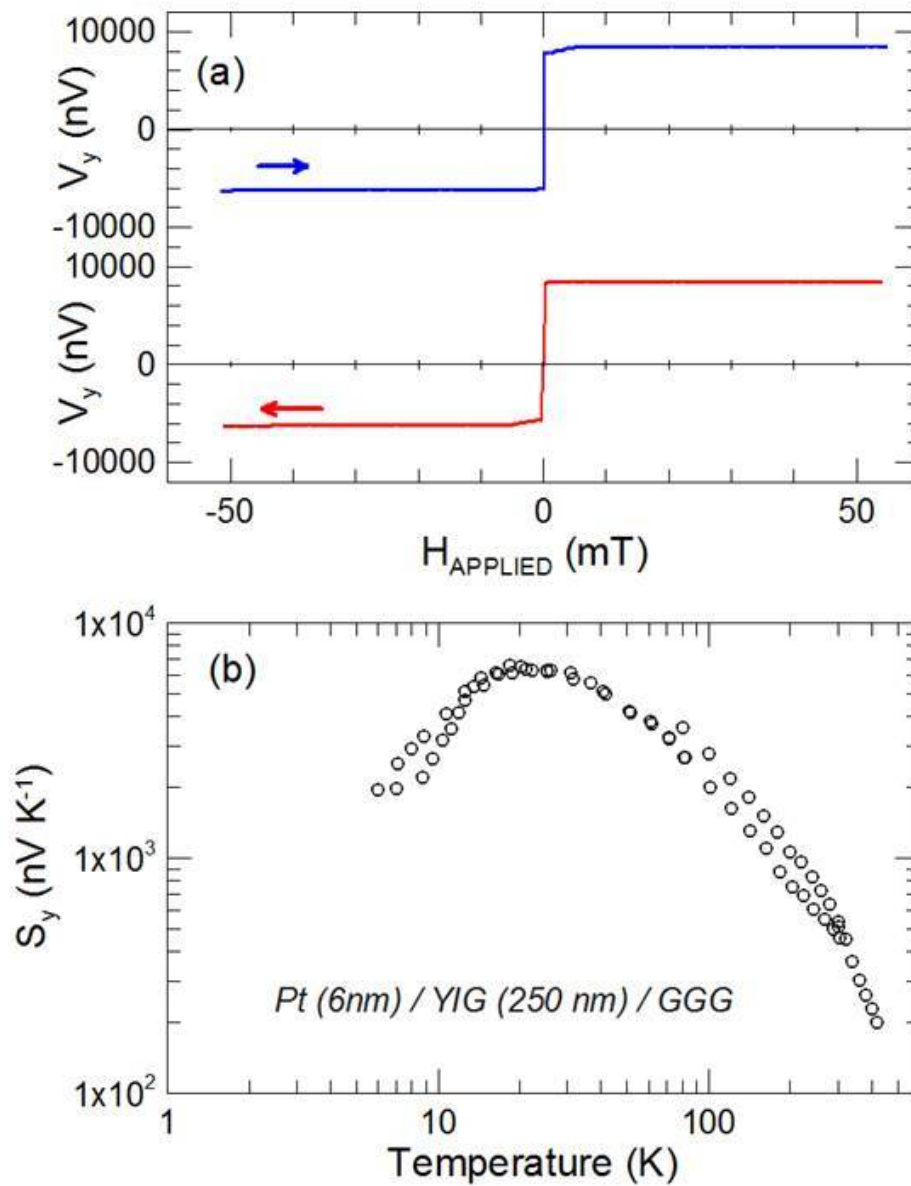 10000
(a)
V_y (nV)
0
-10000
10000
V_y (nV)
0
-10000
-50
0
50
H_APPLIED (mT)
1x10^4
(b)
S_y (nV K^-1)
1x10^3
Pt (6nm) / YIG (250 nm) / GGG
1x10^2
1
10
100
Temperature (K)